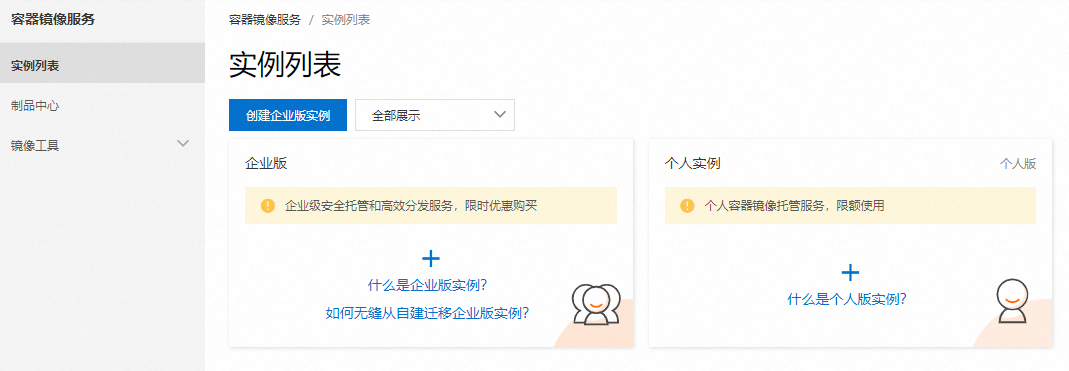 容器镜像服务
实例列表
制品中心
镜像工具
容器镜像服务 / 实例列表
实例列表
创建企业版实例
全部展示
企业版
企业级安全托管和高效分发服务，限时优惠购买
什么是企业版实例?
如何无缝从自建迁移企业版实例?
个人实例
个人版
个人容器镜像托管服务，限额使用
什么是个人版实例?